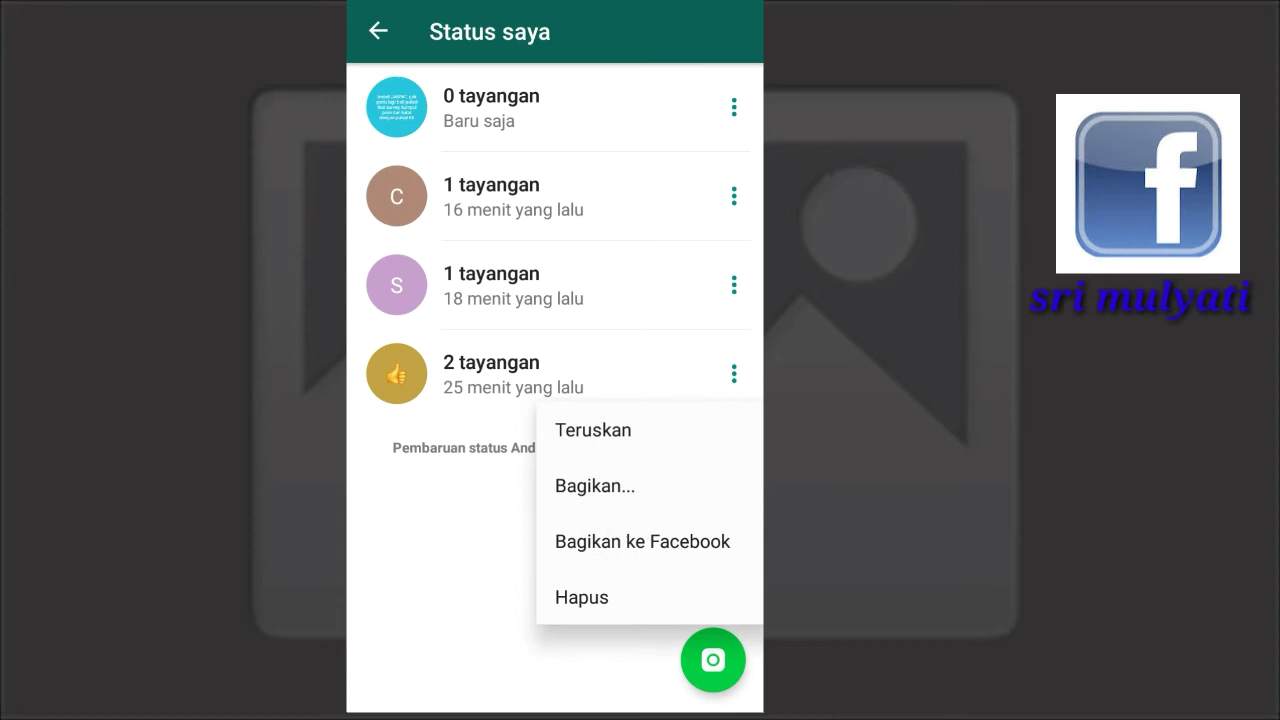 Status saya
0 tayangan
Baru saja
C
1 tayangan
16 menit yang lalu
S
1 tayangan
18 menit yang lalu
2 tayangan
25 menit yang lalu
Pembaruan status And
Teruskan
Bagikan...
Bagikan ke Facebook
Hapus
f
sri mulyati